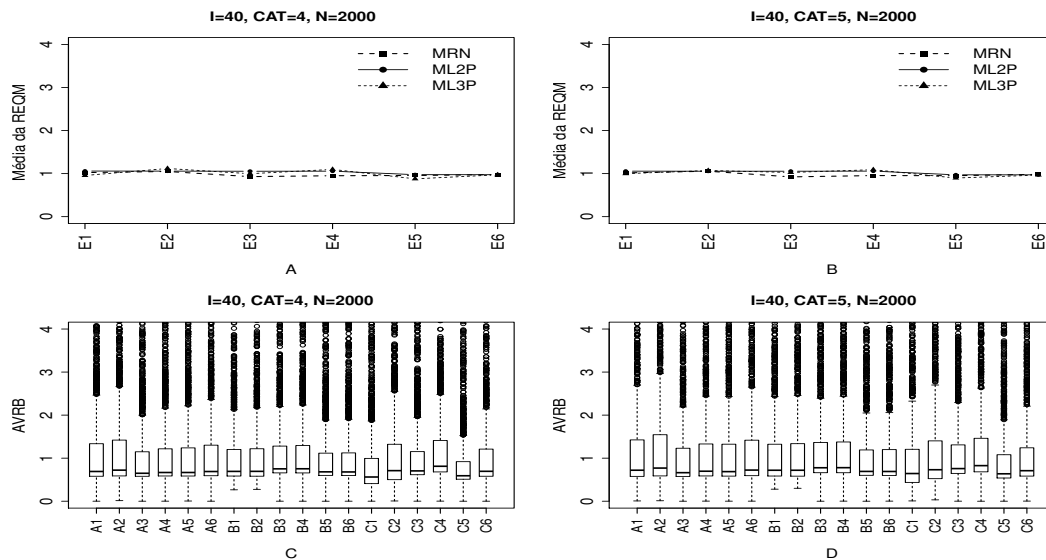 I=40, CAT=4, N=2000
Média da REQM
0 1 2 3 4
MRN
ML2P
ML3P
E1 E2 E3 E4 E5 E6
A
I=40, CAT=5, N=2000
Média da REQM
0 1 2 3 4
MRN
ML2P
ML3P
E1 E2 E3 E4 E5 E6
B
I=40, CAT=4, N=2000
AVRB
0 1 2 3 4
A1 A2 A3 A4 A5 A6 B1 B2 B3 B4 B5 B6 C1 C2 C3 C4 C5 C6
C
I=40, CAT=5, N=2000
AVRB
0 1 2 3 4
A1 A2 A3 A4 A5 A6 B1 B2 B3 B4 B5 B6 C1 C2 C3 C4 C5 C6
D